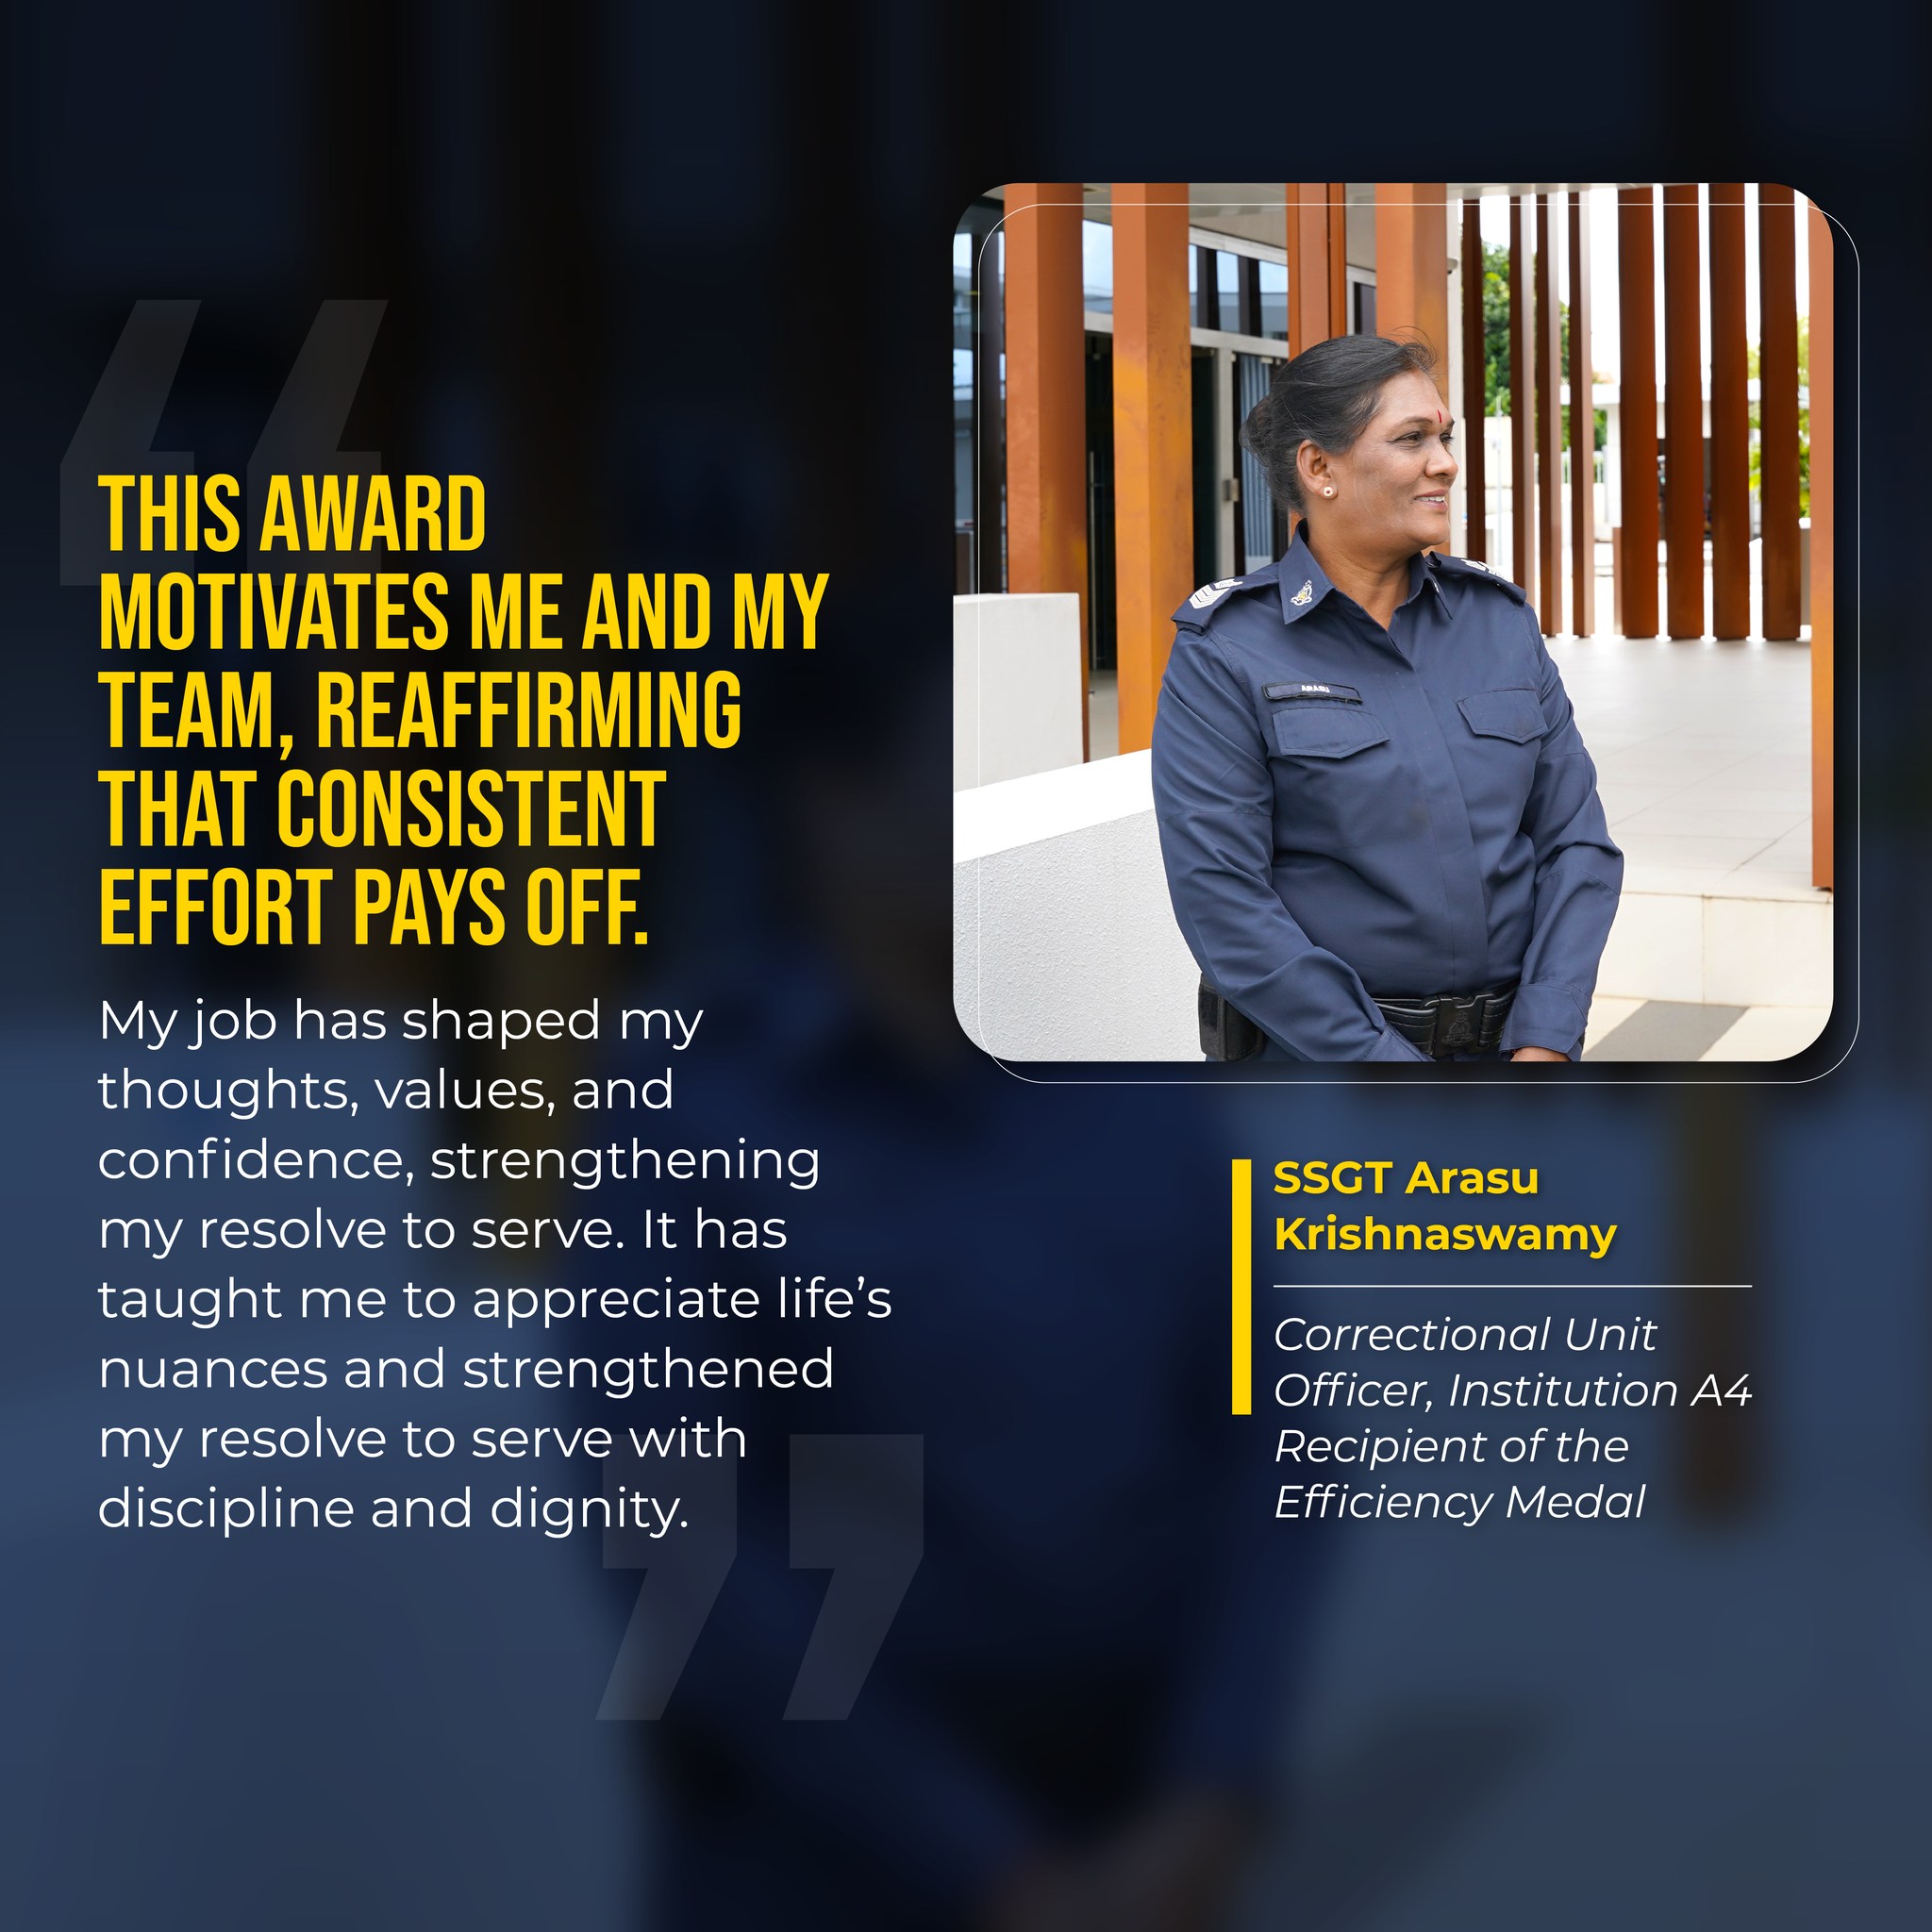 THIS AWARD
MOTIVATES ME AND MY
TEAM, REAFFIRMING
THAT CONSISTENT
EFFORT PAYS OFF.
My job has shaped my
thoughts, values, and
confidence, strengthening
my resolve to serve. It has
taught me to appreciate life’s
nuances and strengthened
my resolve to serve with
discipline and dignity.
ARASU
SSGT Arasu
Krishnaswamy
Correctional Unit
Officer, Institution A4
Recipient of the
Efficiency Medal